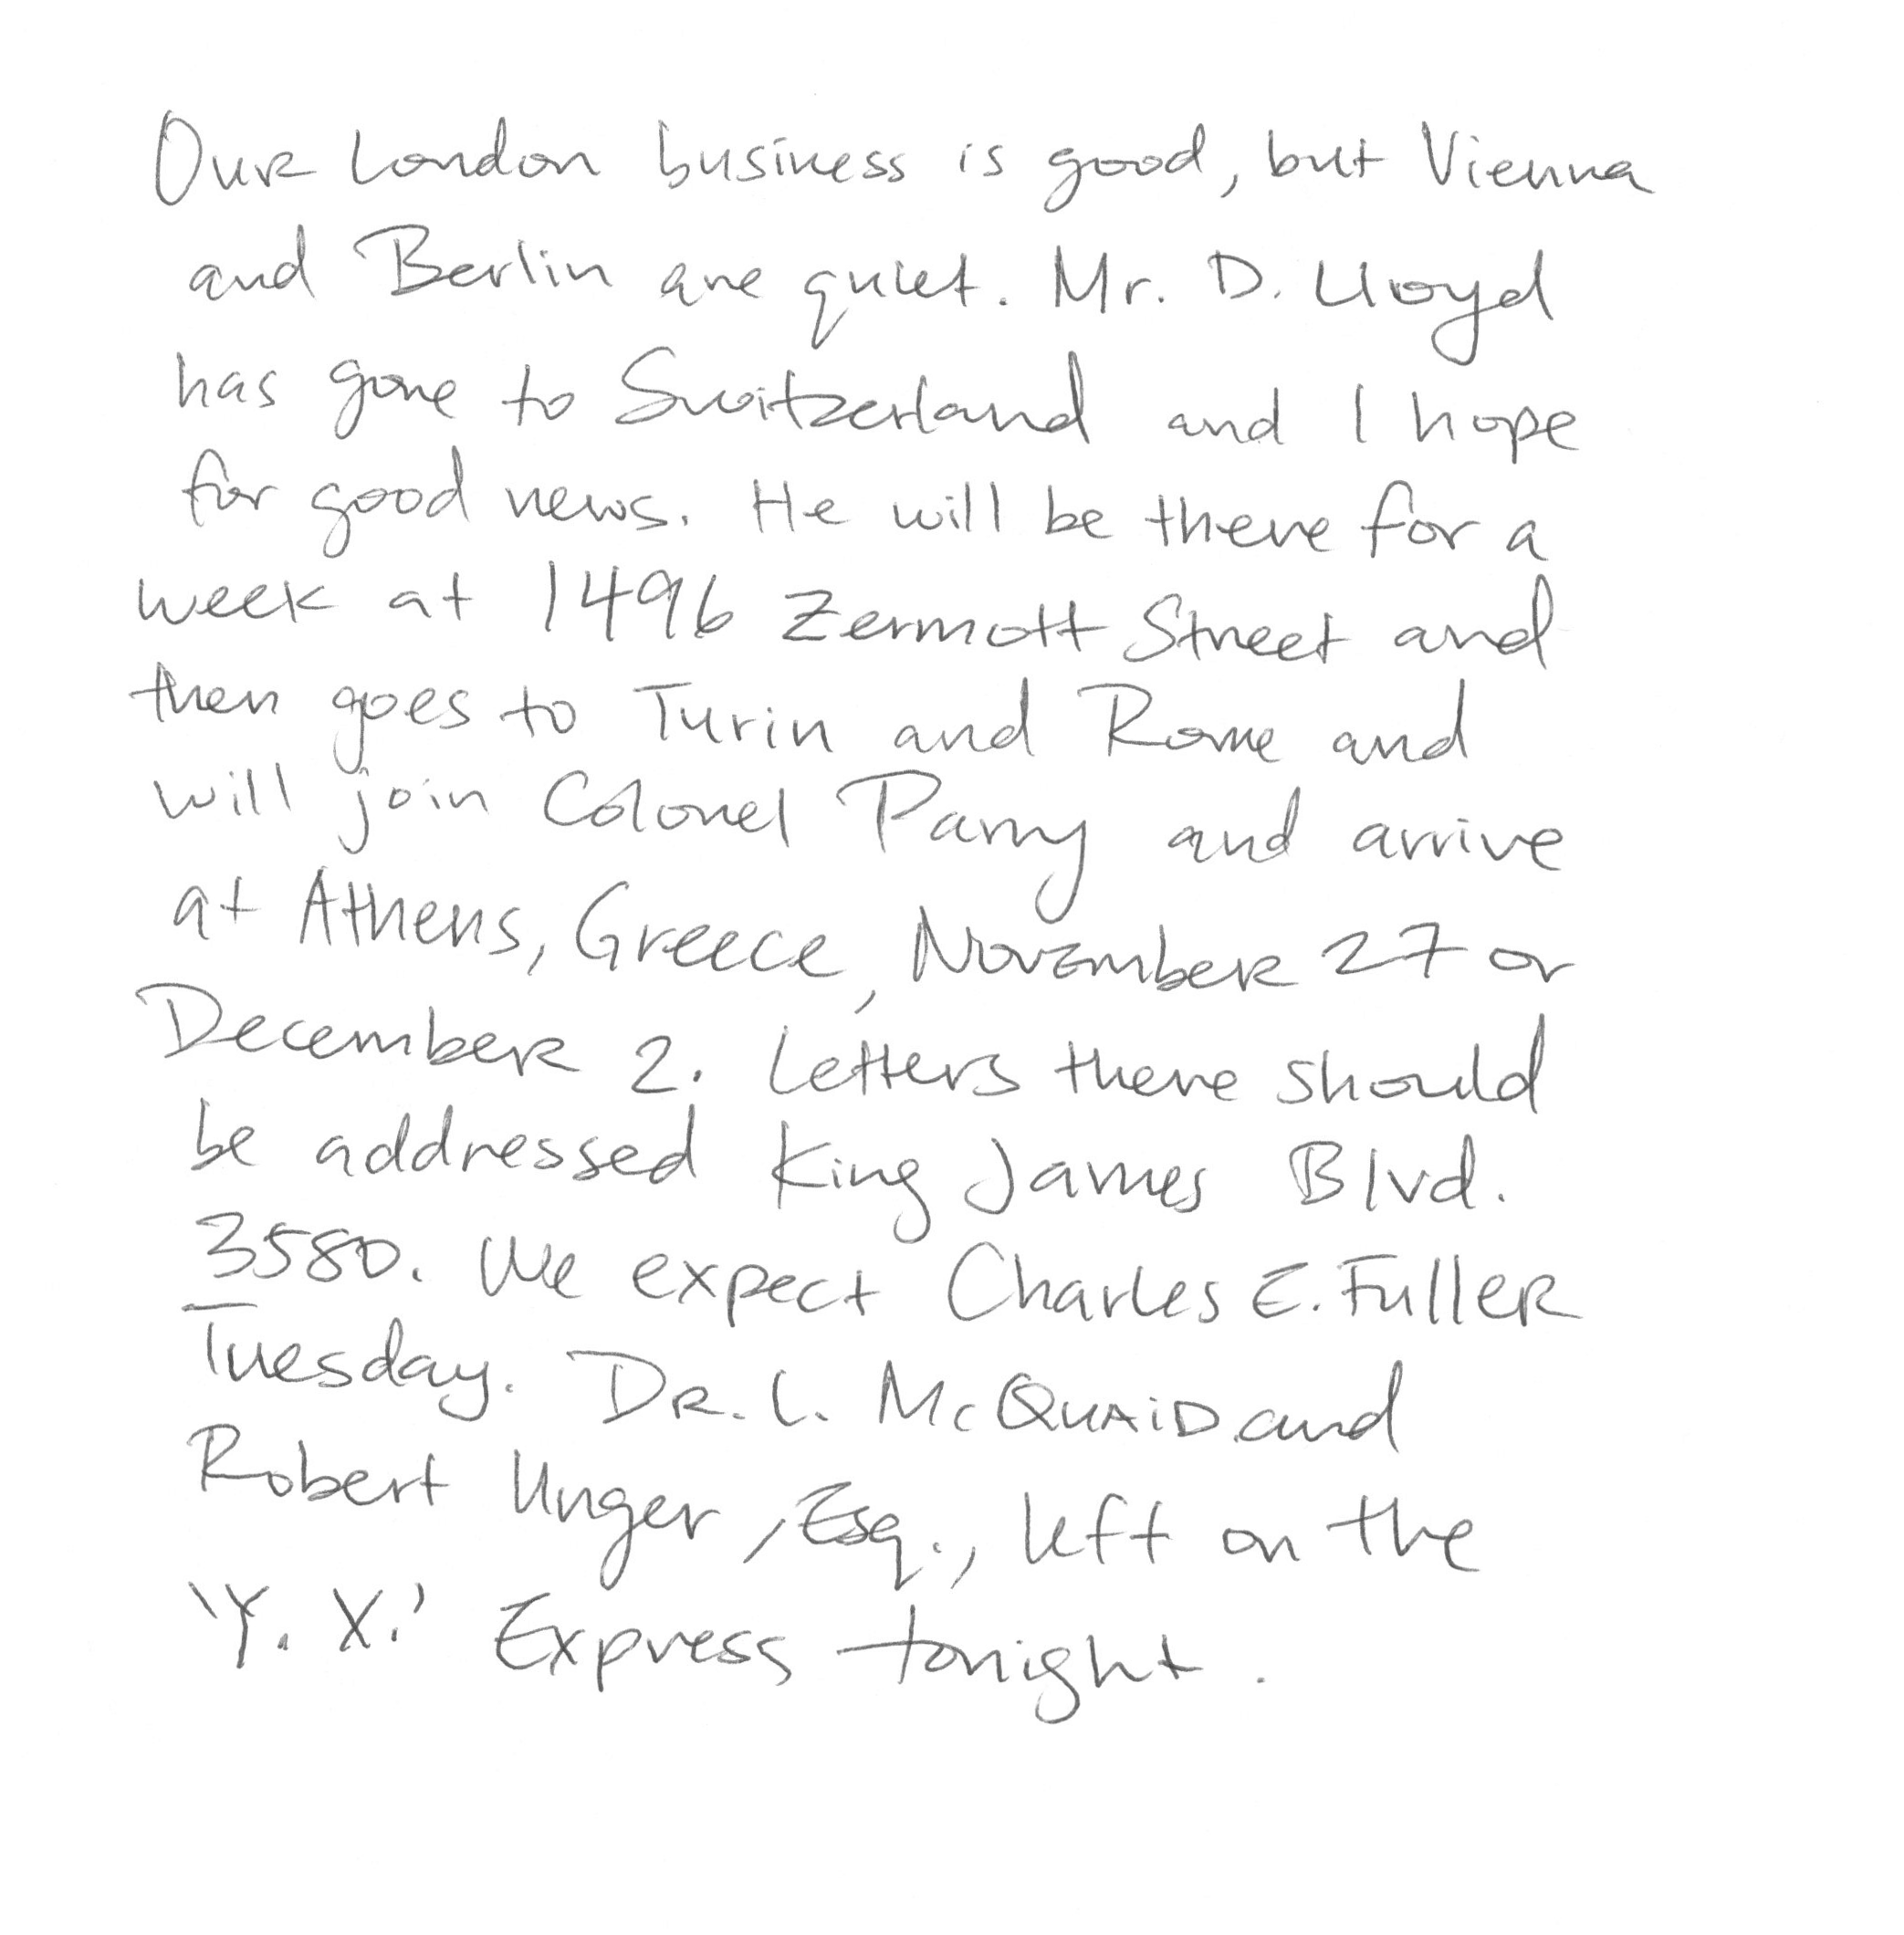 Our London business is good, but Vienna
and Berlin are quiet. Mr. D. Lloyd
has gone to Switzerland and I hope
for good news. He will be there for a
week at 1496 Zermott Street and
then goes to Turin and Rome and
will join Colonel Parry and arrive
at Athens, Greece, November 27 or
December 2. Letters there should
be addressed King James Blvd.
3580. We expect Charles E. Fuller
Tuesday. Dr. L. McQuaid and
Robert Unger, Esq., left on the
'Y. X.' Express tonight.